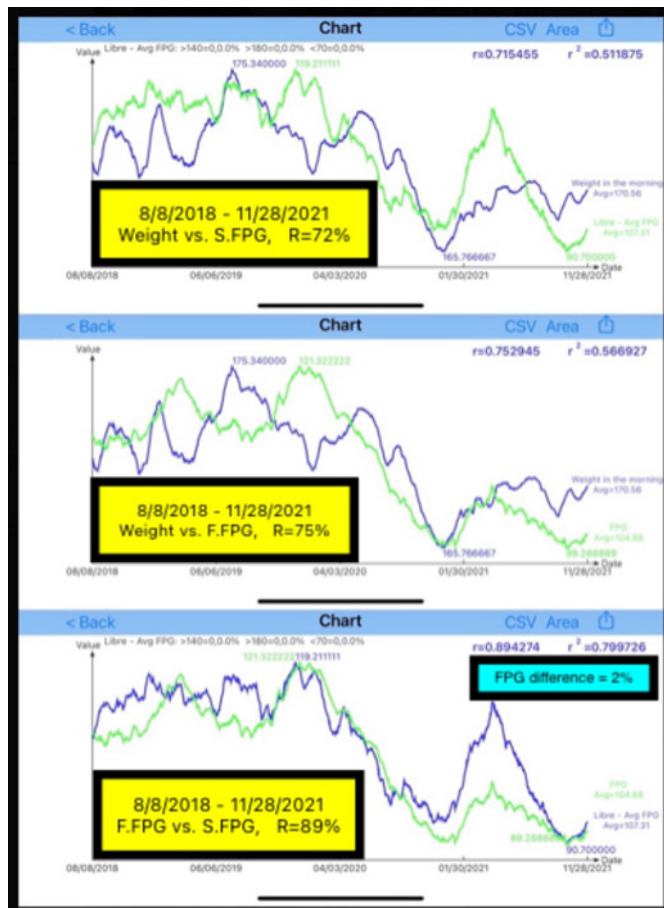 < Back Chart CSV Area
Value Libre - Avg FPG: >140=0,0.0% >180=0,0.0% <70=0,0.0%
r=0.715455 r²=0.511875
175.340000 119.211111
Weight in the morning
Avg=170.56
Libre - Avg FPG
Avg=107.31
8/8/2018 - 11/28/2021
Weight vs. S.FPG, R=72%
165.766667 90.700000
Date
08/08/2018 06/06/2019 04/03/2020 01/30/2021 11/28/2021
< Back Chart CSV Area
Value
r=0.752945 r²=0.566927
175.340000 121.322222
Weight in the morning
Avg=170.56
FPG
Avg=104.88
8/8/2018 - 11/28/2021
Weight vs. F.FPG, R=75%
165.766667 89.288889
Date
08/08/2018 06/06/2019 04/03/2020 01/30/2021 11/28/2021
< Back Chart CSV Area
Value Libre - Avg FPG: >140=0,0.0% >180=0,0.0% <70=0,0.0%
r=0.894274 r²=0.799726
121.322222 119.211111
FPG difference = 2%
FPG
Avg=104.88
Libre - Avg FPG
Avg=107.31
8/8/2018 - 11/28/2021
F.FPG vs. S.FPG, R=89%
90.700000
Date
08/08/2018 06/06/2019 04/03/2020 01/30/2021 11/28/2021